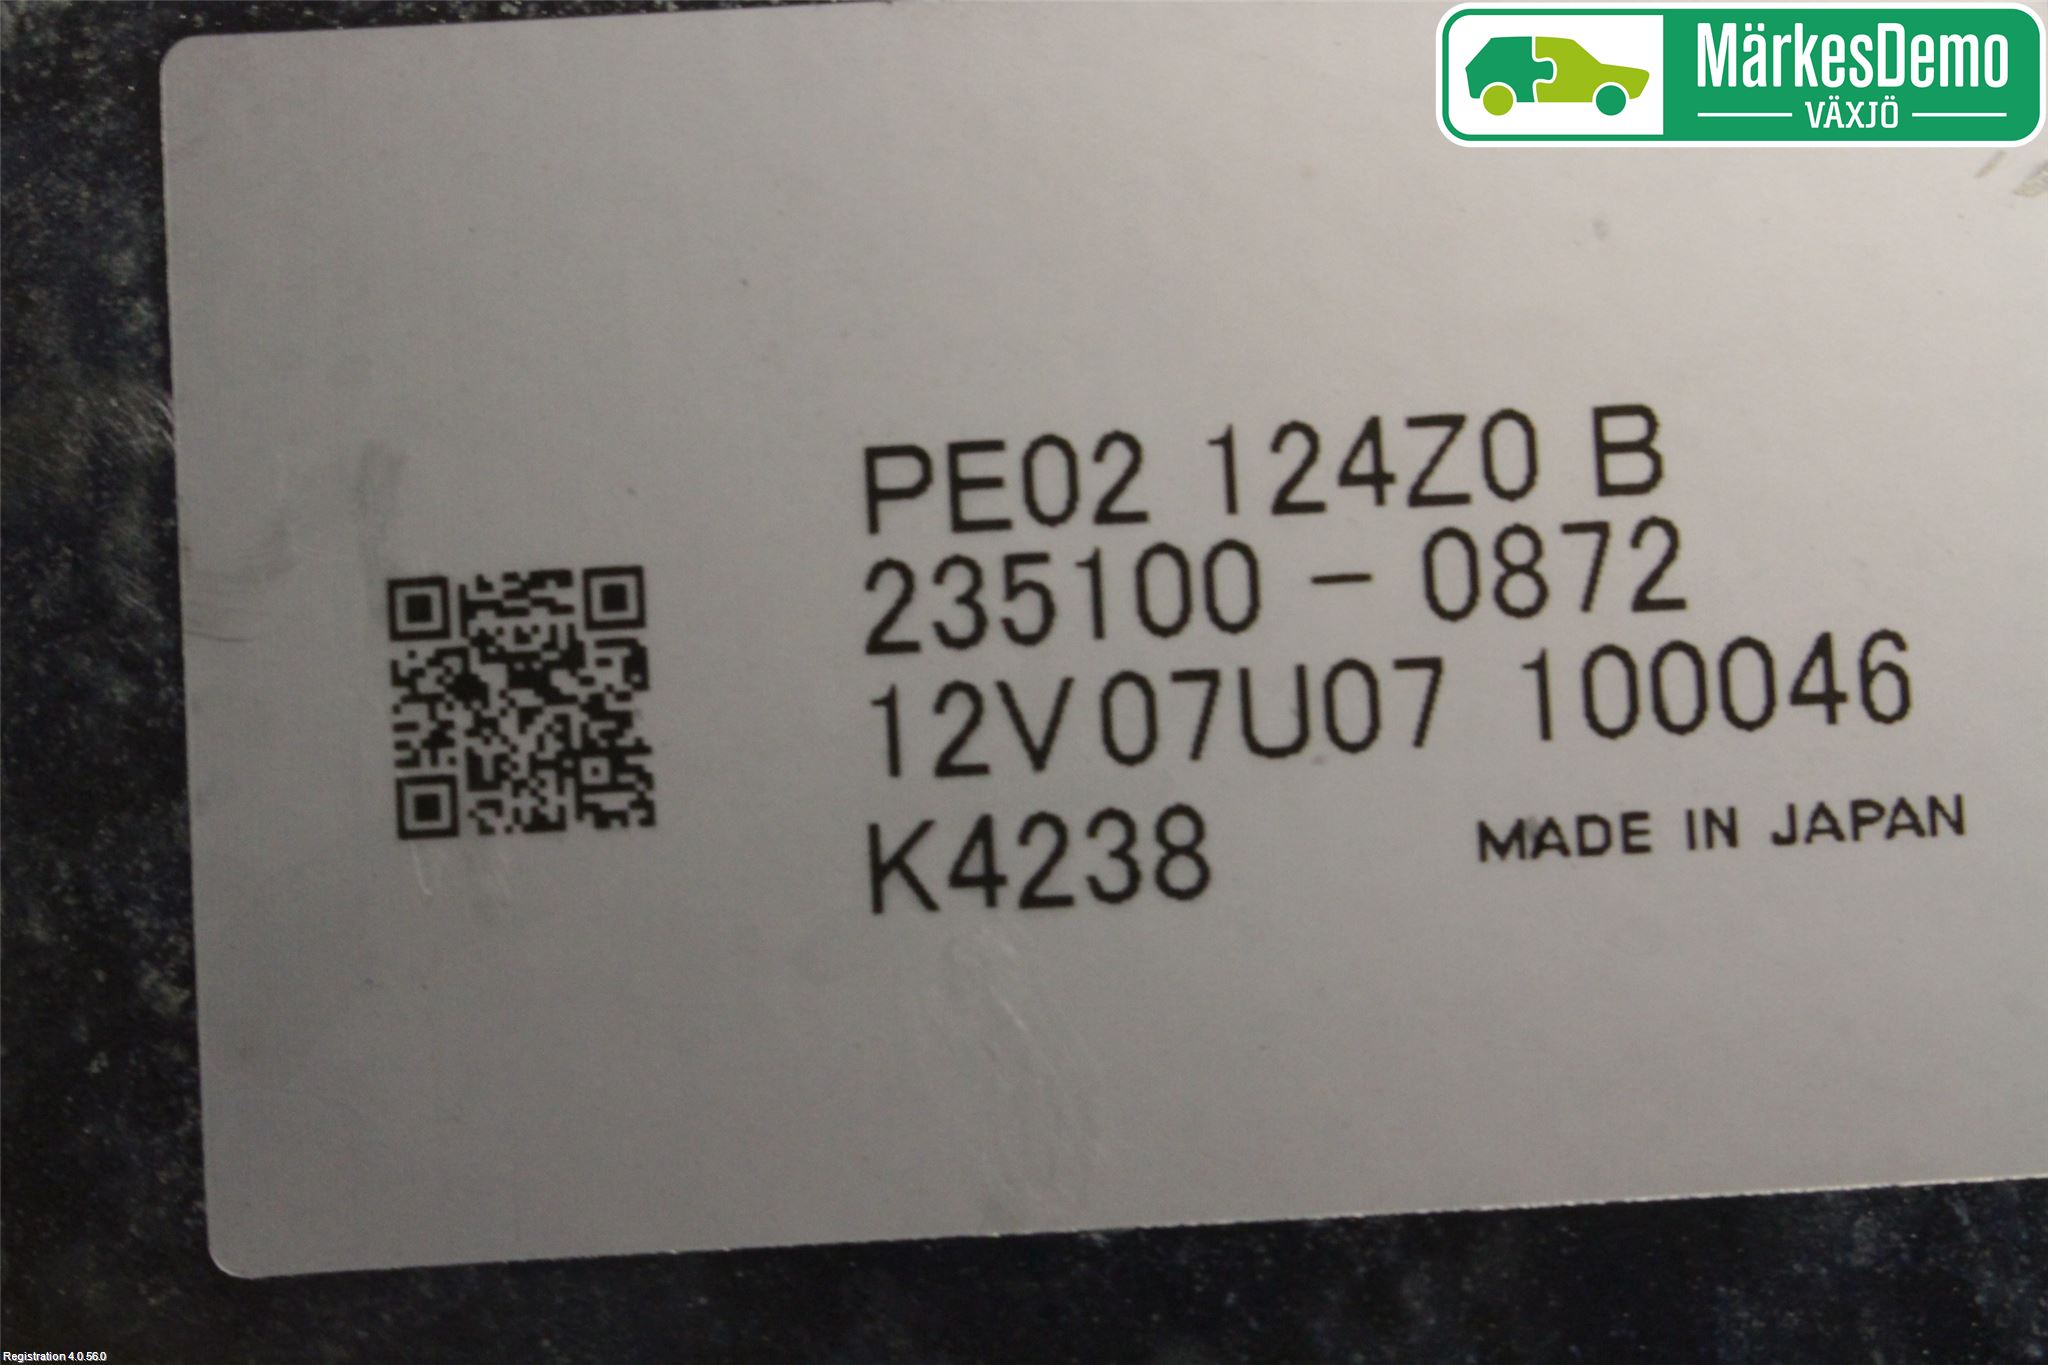 MärkesDemo
VÄXJÖ
PE02 124Z0 B
235100-0872
12V07U07 100046
K4238
MADE IN JAPAN
Registration 4.0.56.0